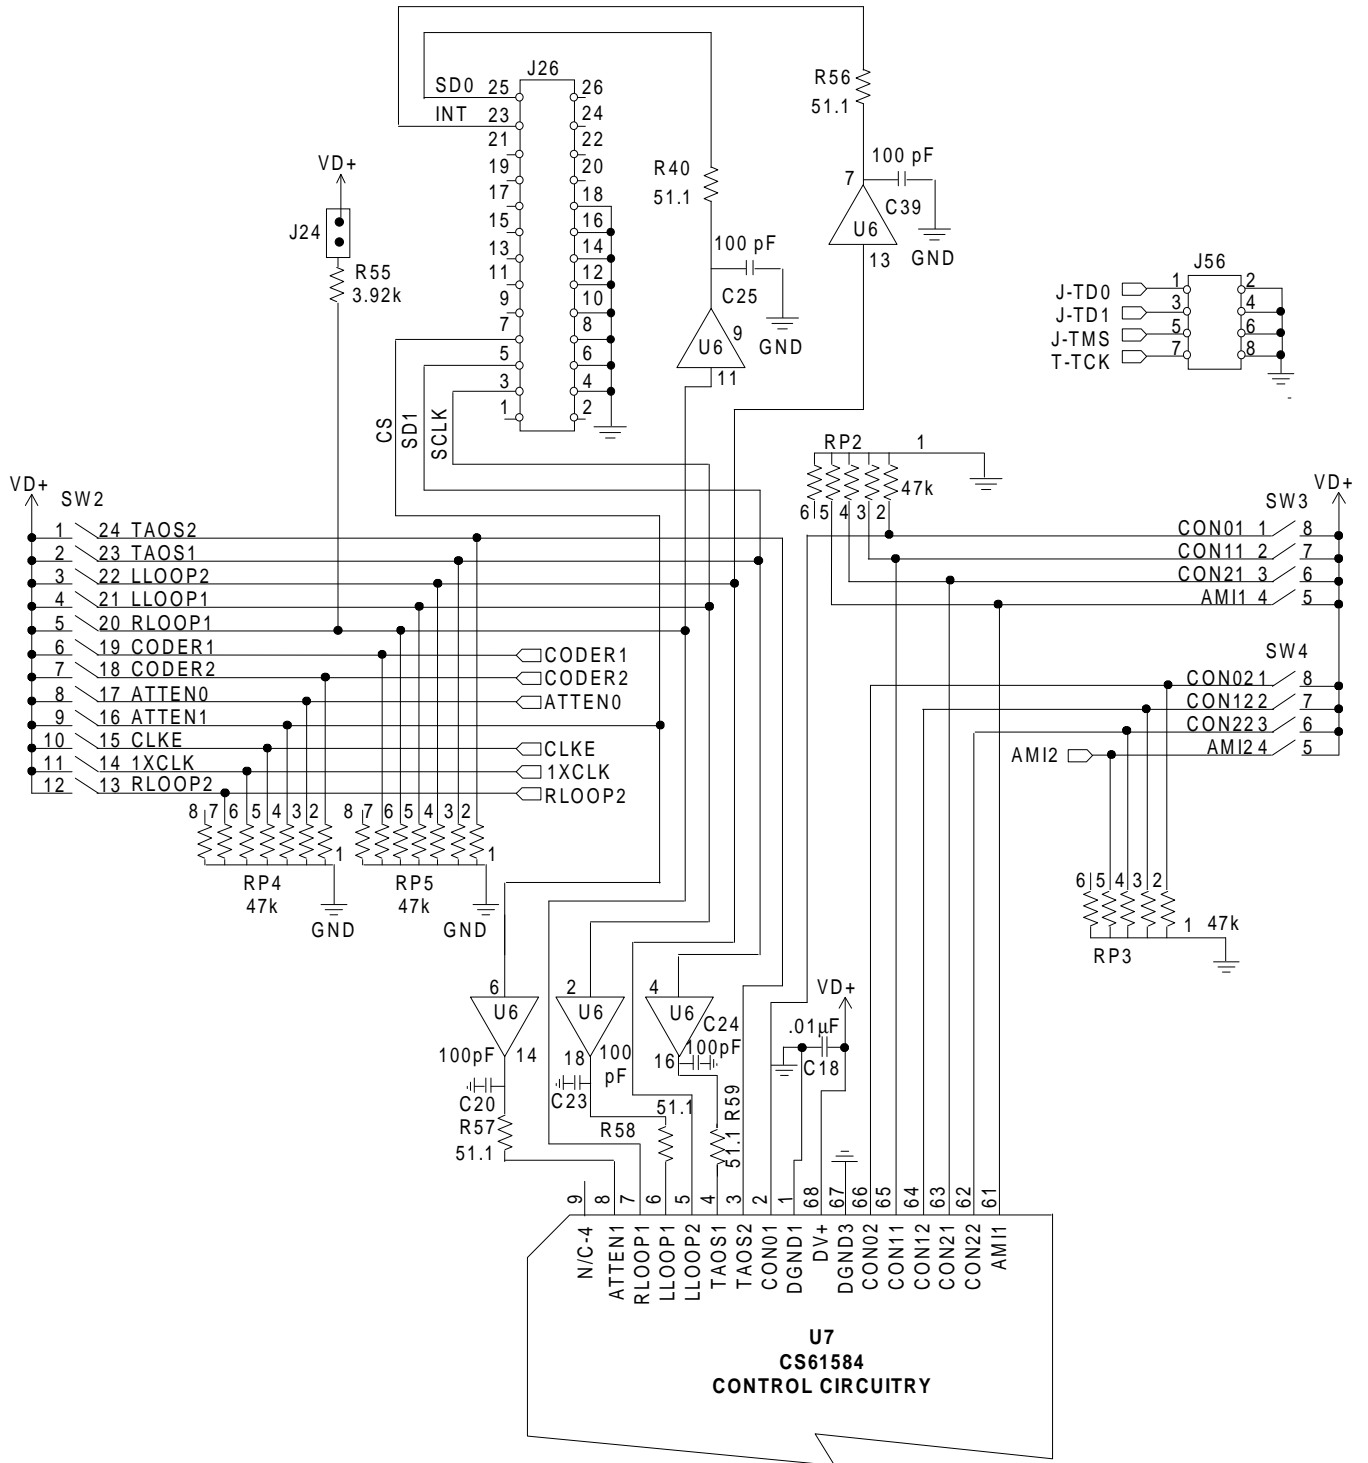 J26
SD0 25 26
INT 23 24
21 22
19 20
17 18
15 16
13 14
11 12
9 10
7 8
5 6
3 4
1 2
CS
SD1
SCLK
VD+
J24
R55
3.92k
R40
51.1
100 pF
C25
U6 9
GND
11
R56
51.1
100 pF
7
C39
U6
13 GND
J56
J-TD0 1 2
J-TD1 3 4
J-TMS 5 6
T-TCK 7 8
RP2 1
47k
6 5 4 3 2
VD+
SW2
1 24 TAOS2
2 23 TAOS1
3 22 LLOOP2
4 21 LLOOP1
5 20 RLOOP1
6 19 CODER1 CODER1
7 18 CODER2 CODER2
8 17 ATTEN0 ATTEN0
9 16 ATTEN1
10 15 CLKE CLKE
11 14 1XCLK 1XCLK
12 13 RLOOP2 RLOOP2
VD+
SW3
CON01 1 8
CON11 2 7
CON21 3 6
AMI1 4 5
SW4
CON02 1 8
CON12 2 7
CON22 3 6
AMI2 AMI2 4 5
8 7 6 5 4 3 2
1
RP4
47k
GND
8 7 6 5 4 3 2
1
RP5
47k
GND
6 5 4 3 2
1 47k
RP3
6
U6
100pF 14
C20
R57
51.1
2
U6
18 100
pF
C23
R58
51.1
4
U6
C24
16 100pF
51.1 R59
VD+
.01µF
C18
9 8 7 6 5 4 3 2 1 68 67 66 65 64 63 62 61
N/C-4
ATTEN1
RLOOP1
LLOOP1
LLOOP2
TAOS1
TAOS2
CON01
DGND1
DV+
DGND3
CON02
CON11
CON12
CON21
CON22
AMI1
U7
CS61584
CONTROL CIRCUITRY